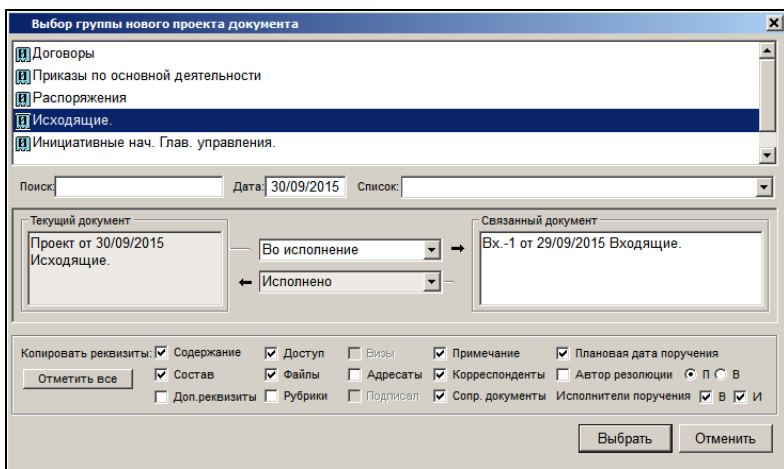 Выбор группы нового проекта документа
Договоры
Приказы по основной деятельности
Распоряжения
Исходящие.
Инициативные нач. Глав. управления.
Поиск: Дата: 30/09/2015 Список:
Текущий документ Связанный документ
Проект от 30/09/2015 Во исполнение Вх.-1 от 29/09/2015 Входящие.
Исходящие.
Исполнено
Копировать реквизиты: Содержание Доступ Визы Примечание Плановая дата поручения
Отметить все Состав Файлы Адресаты Корреспонденты Автор резолюции П В
Доп.реквизиты Рубрики Подписал Сопр. документы Исполнители поручения В И
Выбрать Отменить